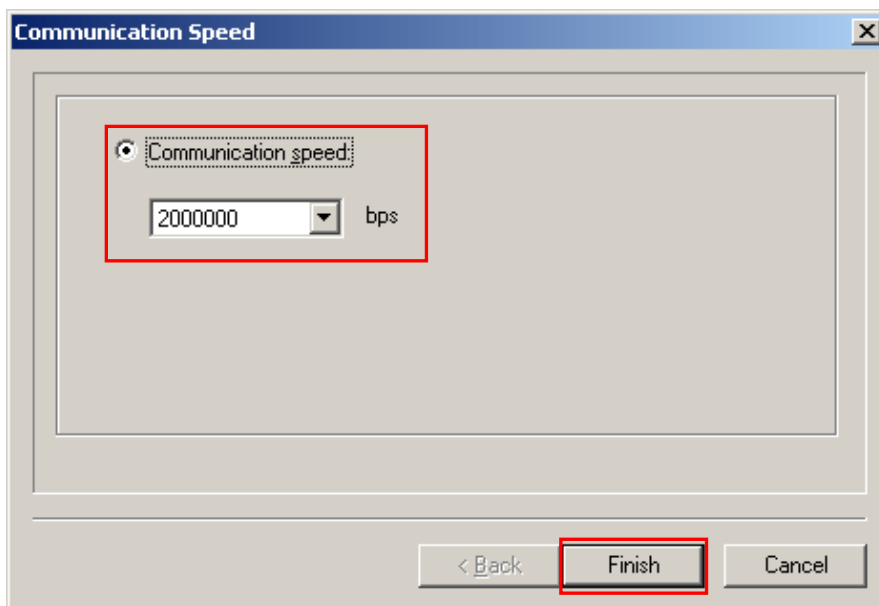 Communication Speed
Communication speed:
2000000 bps
< Back Finish Cancel